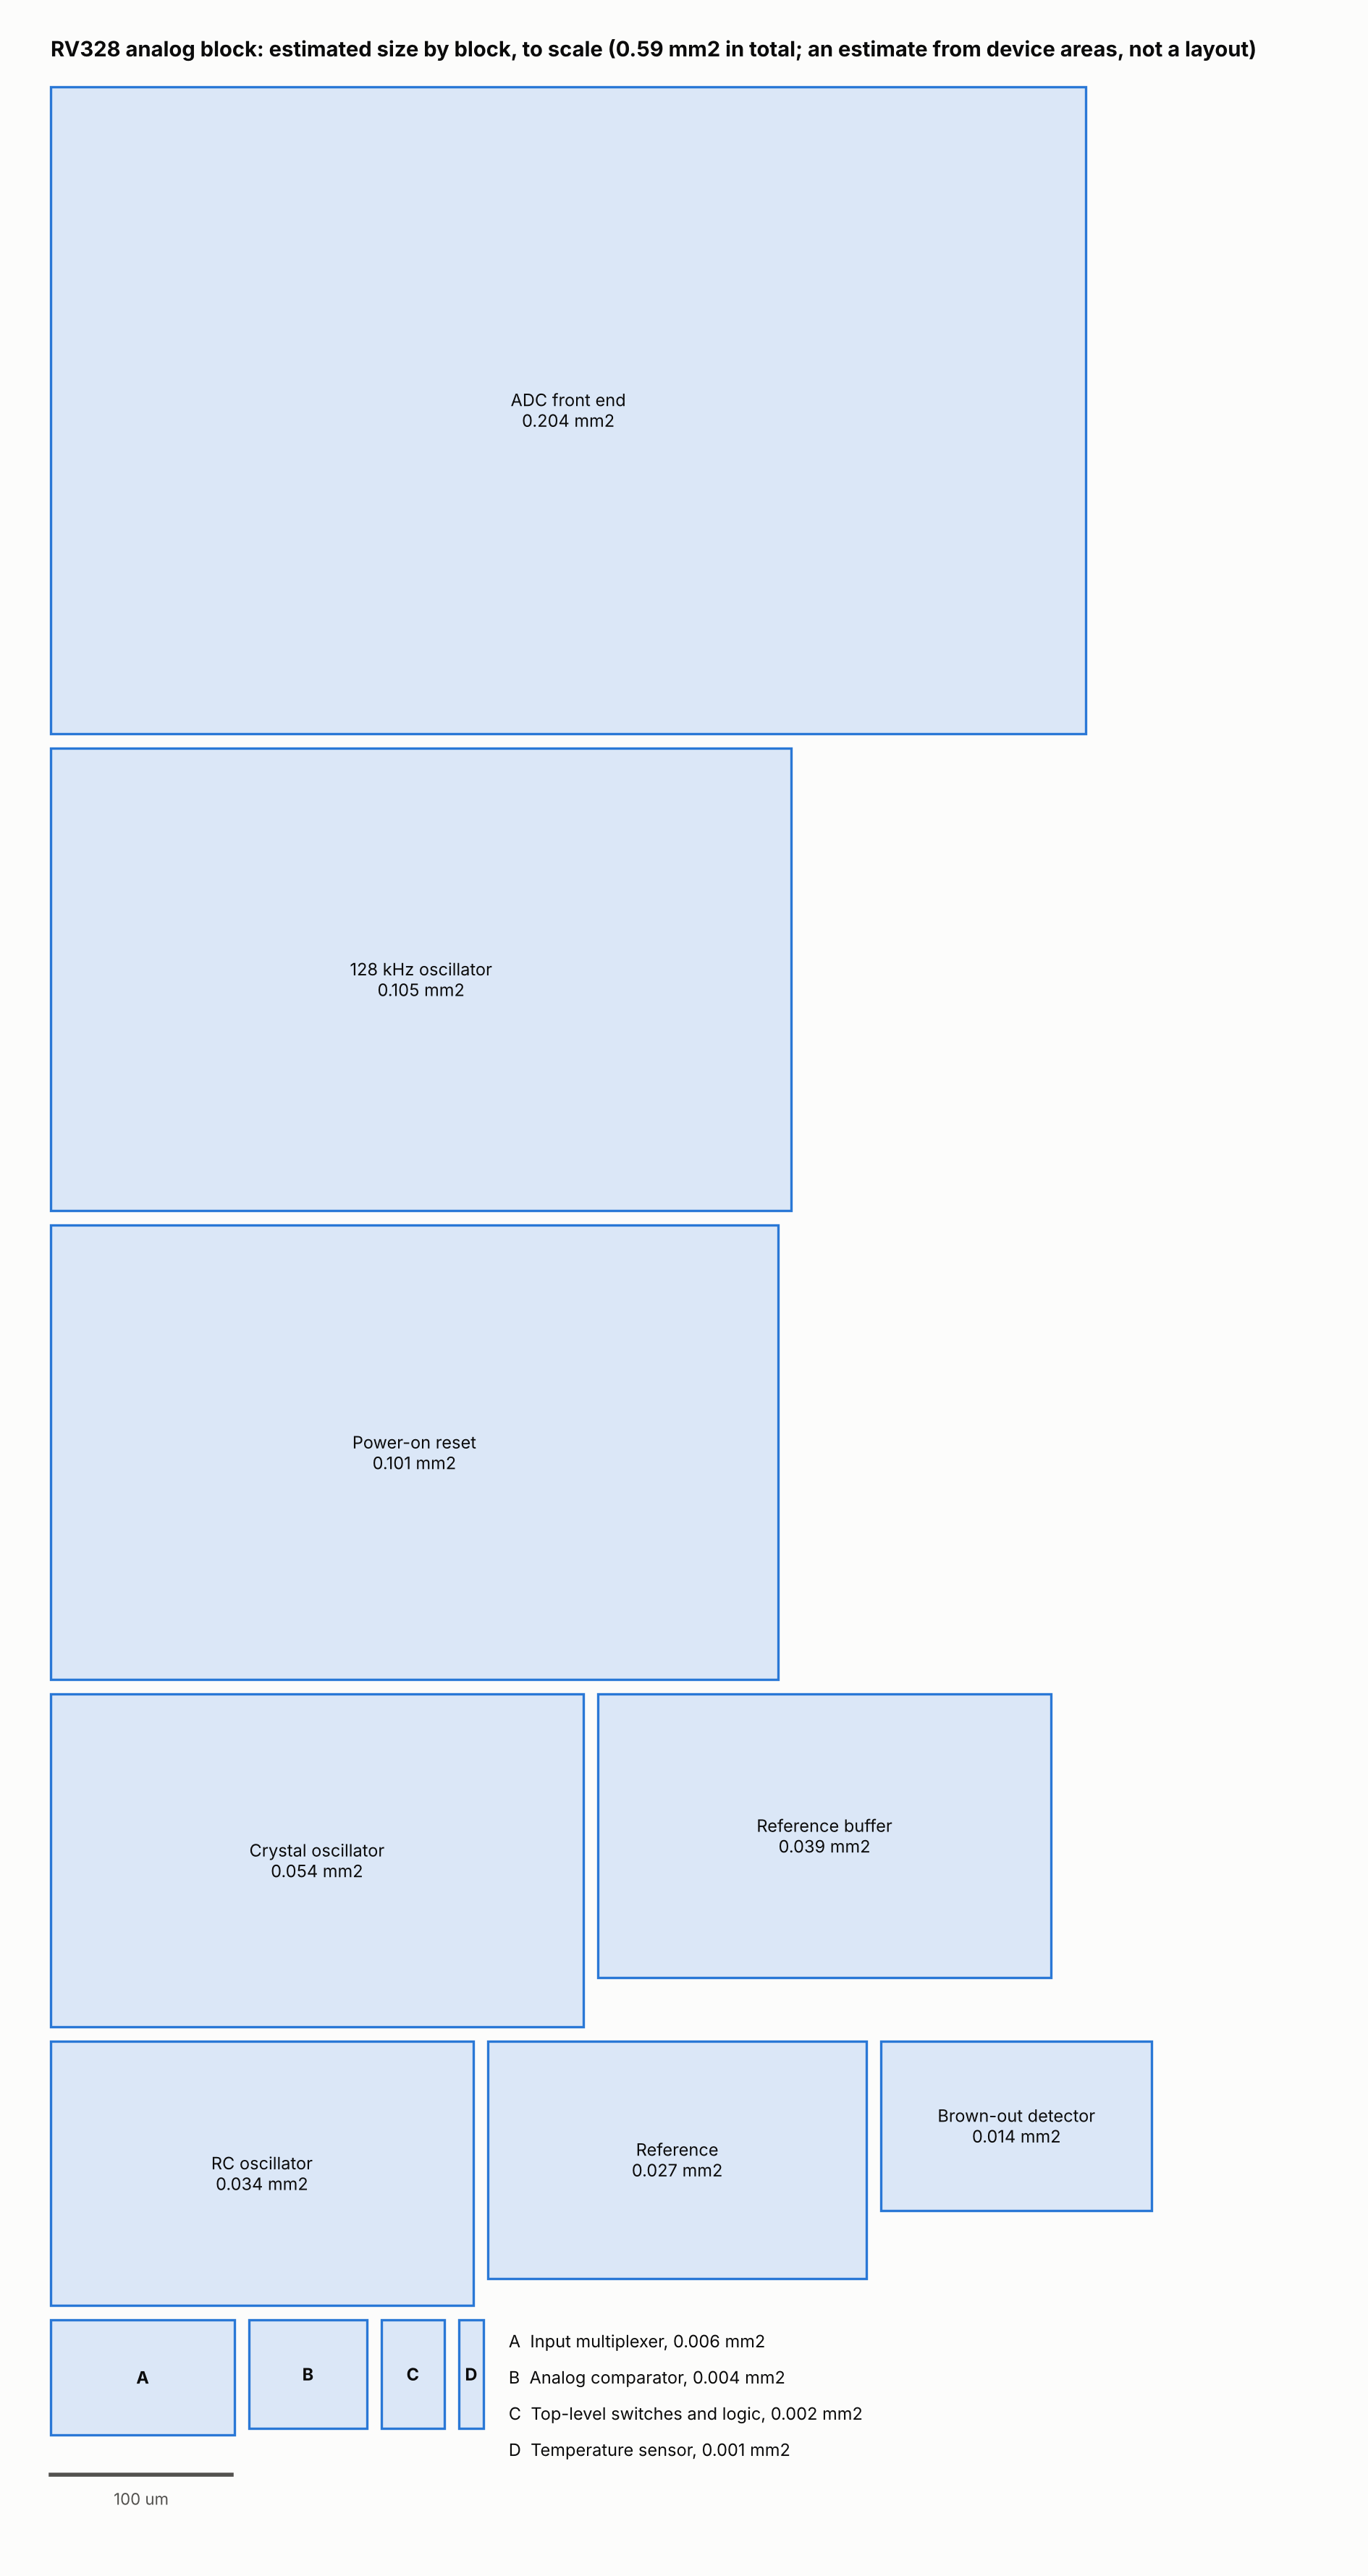 RV328 analog block: estimated size by block, to scale (0.59 mm2 in total; an estimate from device areas, not a layout)
ADC front end
0.204 mm2
128 kHz oscillator
0.105 mm2
Power-on reset
0.101 mm2
Crystal oscillator
0.054 mm2
Reference buffer
0.039 mm2
RC oscillator
0.034 mm2
Reference
0.027 mm2
Brown-out detector
0.014 mm2
A
B
C
D
A Input multiplexer, 0.006 mm2
B Analog comparator, 0.004 mm2
C Top-level switches and logic, 0.002 mm2
D Temperature sensor, 0.001 mm2
100 um